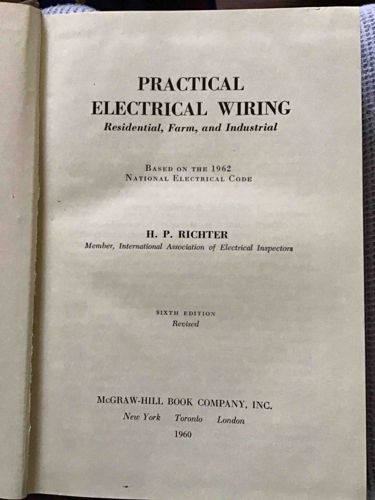 PRACTICAL
ELECTRICAL WIRING
Residential, Farm, and Industrial
BASED ON THE 1962
NATIONAL ELECTRICAL CODE
H. P. RICHTER
Member, International Association of Electrical Inspectors
SIXTH EDITION
Revised
McGRAW-HILL BOOK COMPANY, INC.
New York Toronto London
1960